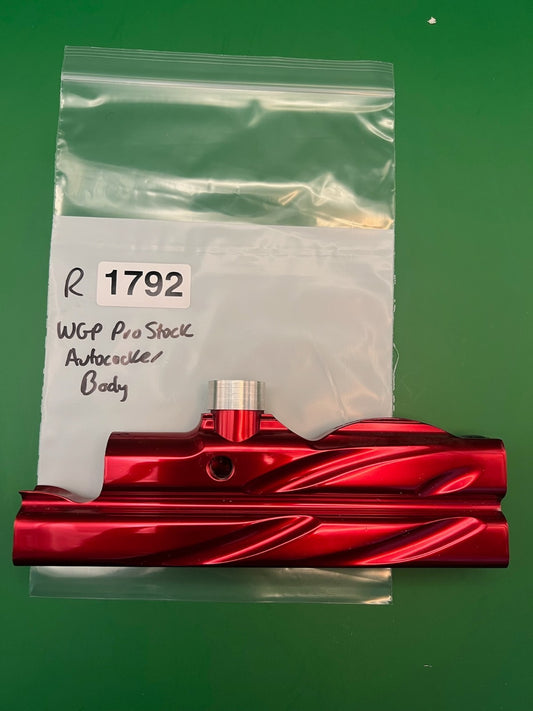 R 1792
WGP Pro Stock
Autococker
Body